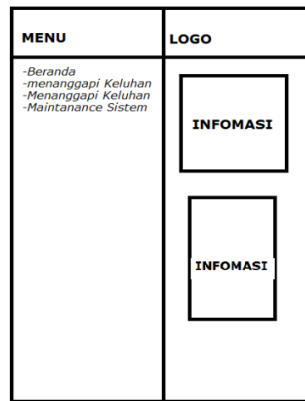 MENU
LOGO
-Beranda
-menanggapi Keluhan
-Menanggapi Keluhan
-Maintanance Sistem
INFOMASI
INFOMASI